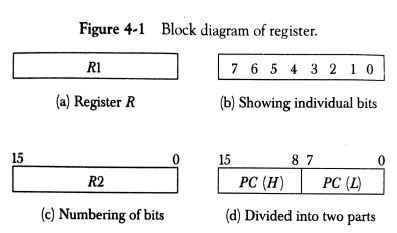 Figure 4-1 Block diagram of register.
R1
7 6 5 4 3 2 1 0
(a) Register R
(b) Showing individual bits
15 0
R2
15 8 7 0
PC (H) PC (L)
(c) Numbering of bits
(d) Divided into two parts